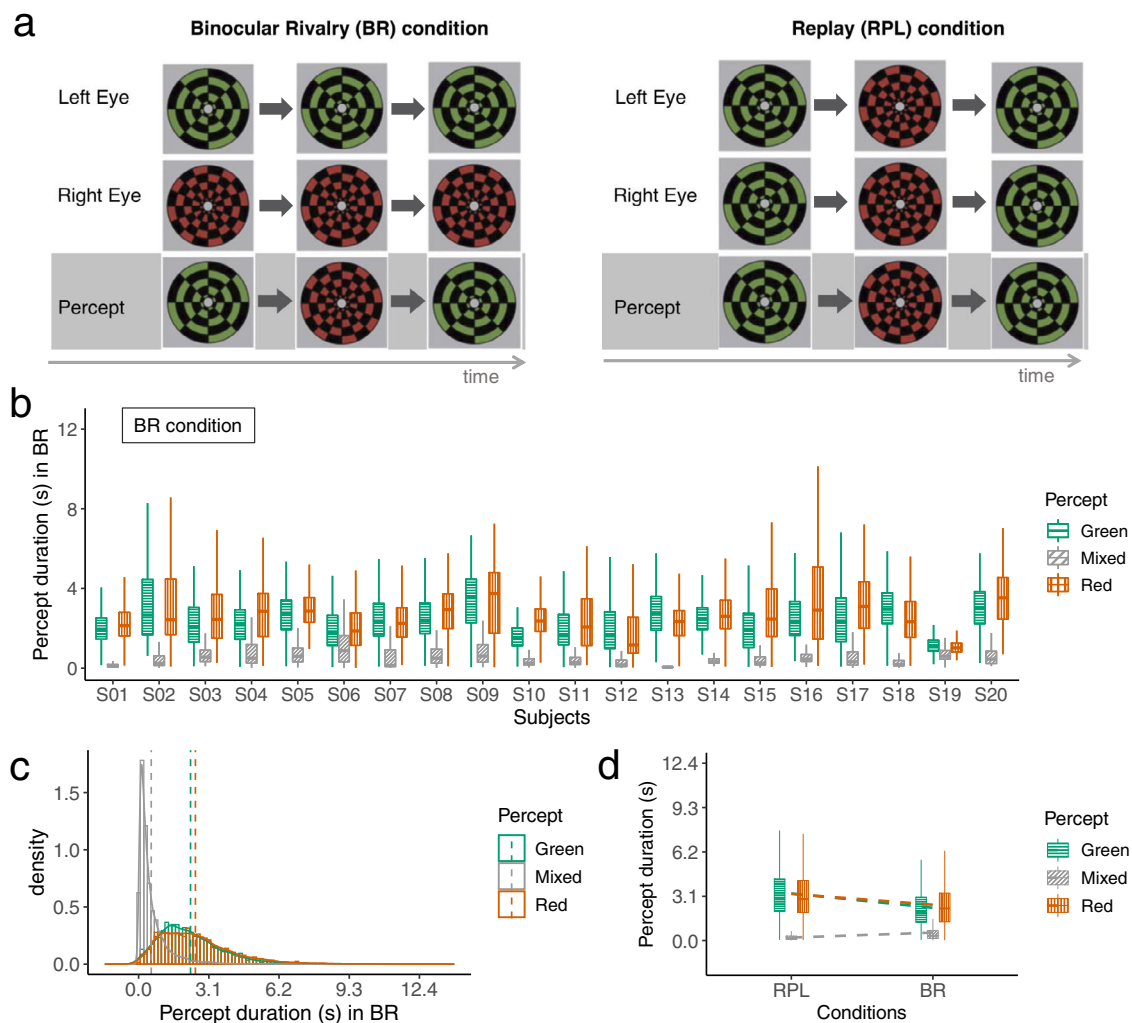 a
Binocular Rivalry (BR) condition
Replay (RPL) condition
Left Eye
Right Eye
Percept
time
Left Eye
Right Eye
Percept
time
b
BR condition
Percept duration (s) in BR
12
8
4
0
S01 S02 S03 S04 S05 S06 S07 S08 S09 S10 S11 S12 S13 S14 S15 S16 S17 S18 S19 S20
Subjects
Percept
Green
Mixed
Red
c
density
1.5
1.0
0.5
0.0
0.0 3.1 6.2 9.3 12.4
Percept duration (s) in BR
Percept
Green
Mixed
Red
d
Percept duration (s)
12.4
9.3
6.2
3.1
0.0
RPL BR
Conditions
Percept
Green
Mixed
Red